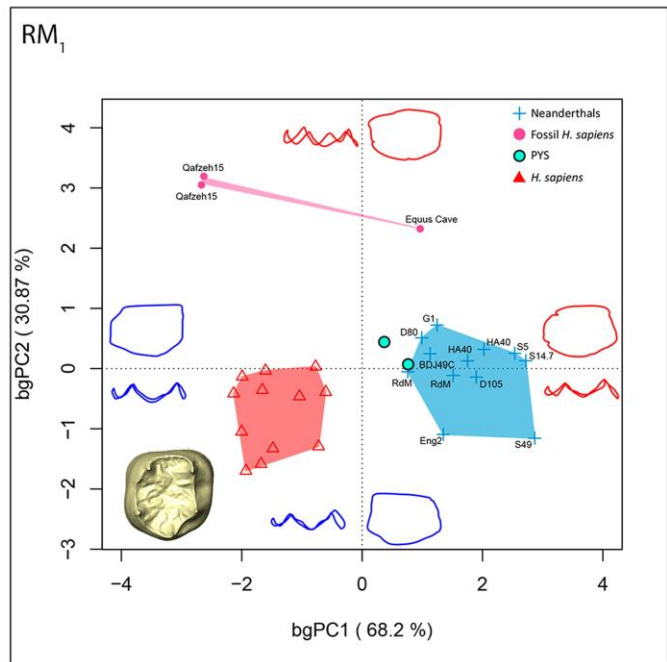 RM1
Neanderthals
Fossil H. sapiens
PYS
H. sapiens
4
3
2
1
0
−1
−2
−3
bgPC2 ( 30.87 %)
Qafzeh15
Qafzeh15
Equus Cave
G1
D80
HA40
S5
HA40
S14.7
BDJ49C
RdM
RdM
D105
Eng2
S49
−4
−2
0
2
4
bgPC1 ( 68.2 %)